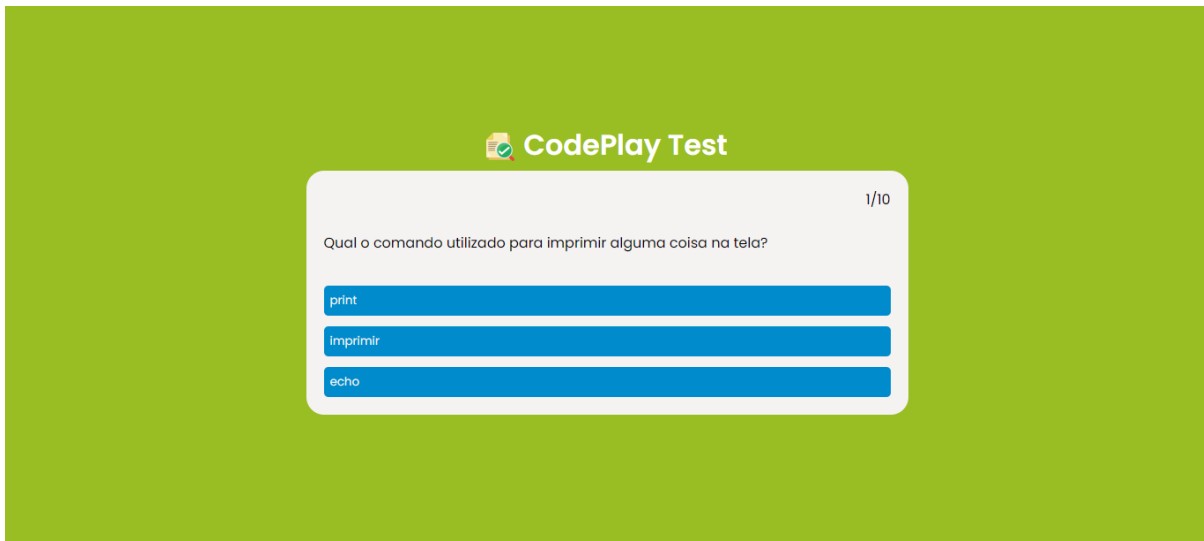 CodePlay Test
1/10
Qual o comando utilizado para imprimir alguma coisa na tela?
print
imprimir
echo